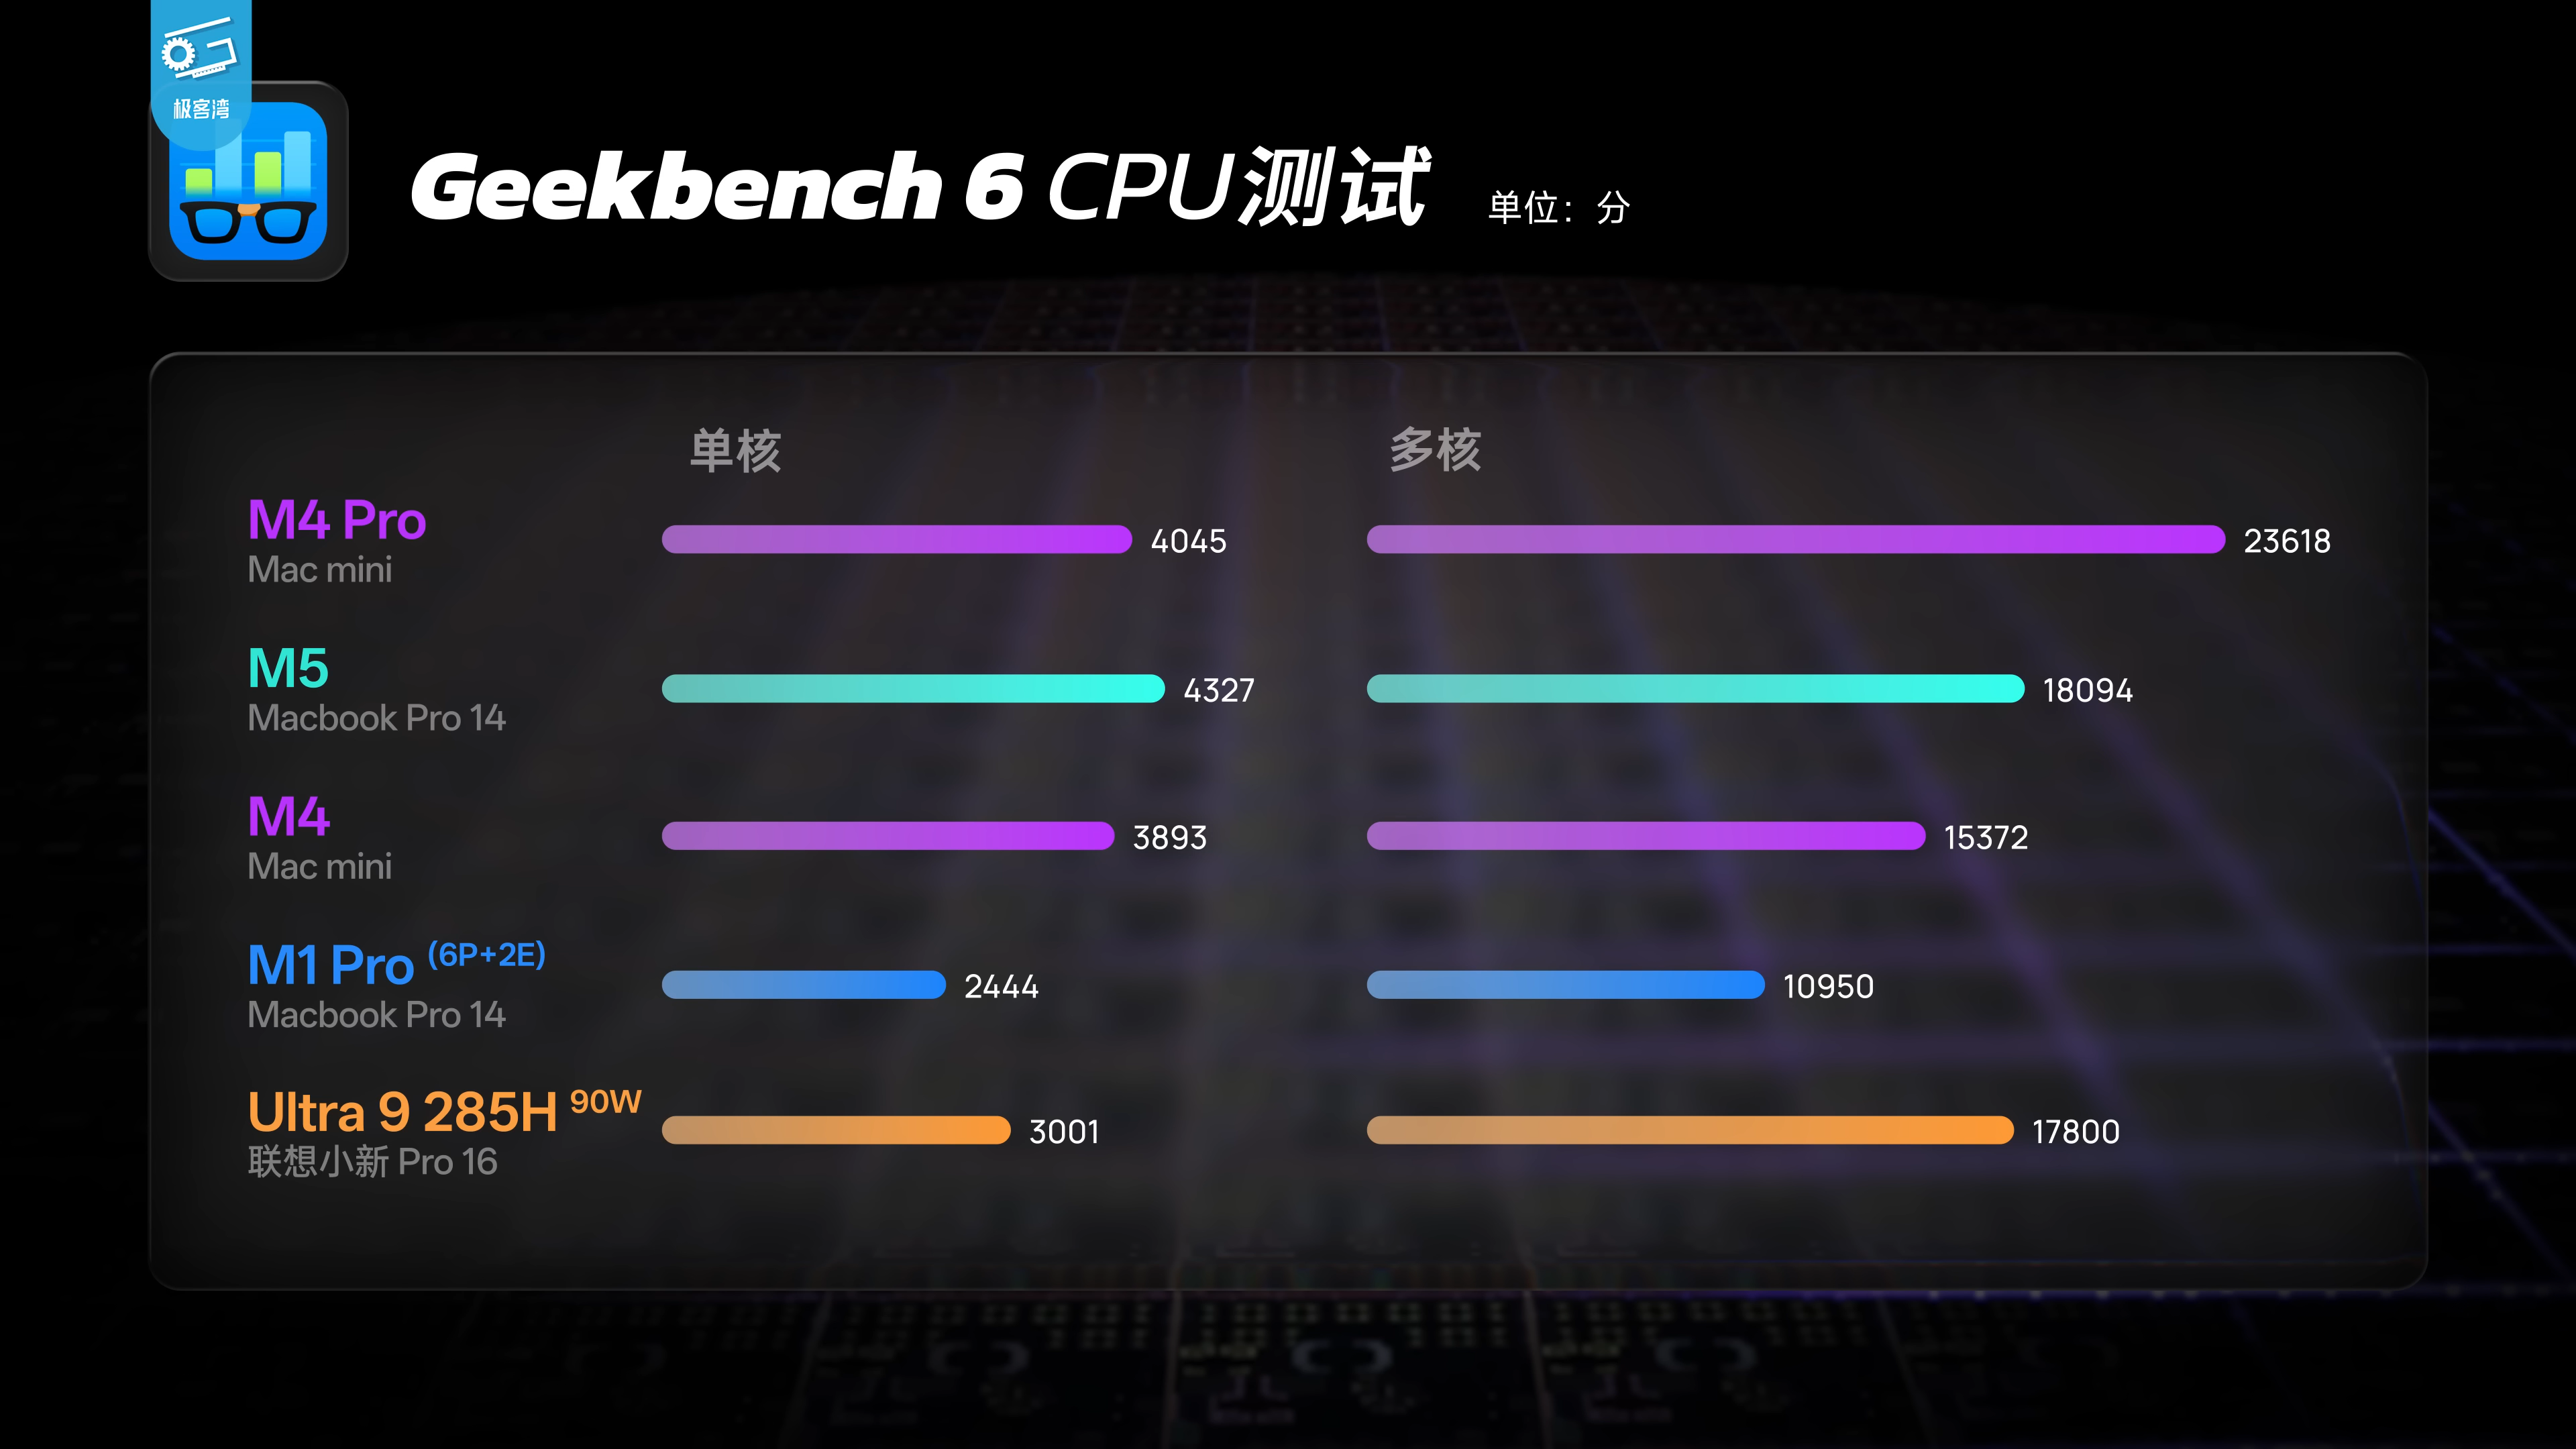 极客湾
Geekbench 6 CPU测试 单位：分
单核 多核
M4 Pro
Mac mini
4045 23618
M5
Macbook Pro 14
4327 18094
M4
Mac mini
3893 15372
M1 Pro (6P+2E)
Macbook Pro 14
2444 10950
Ultra 9 285H 90W
联想小新 Pro 16
3001 17800